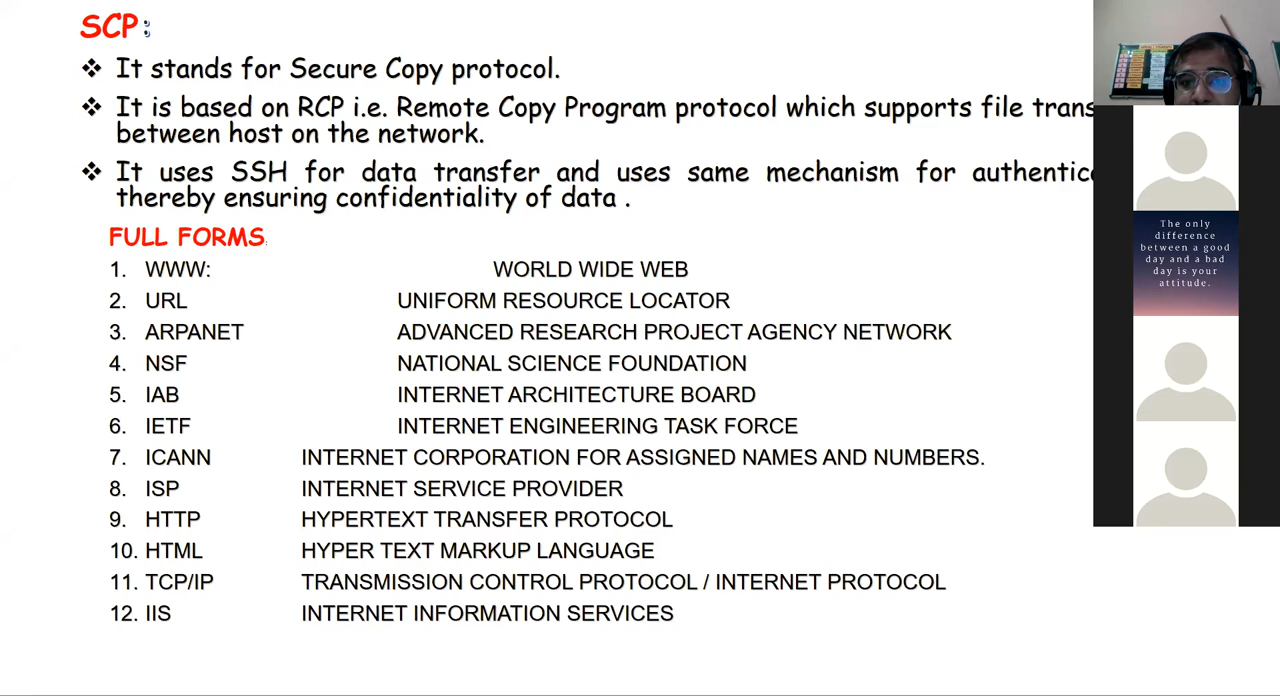 SCP:
❖ It stands for Secure Copy protocol.
❖ It is based on RCP i.e. Remote Copy Program protocol which supports file
between host on the network.
❖ It uses SSH for data transfer and uses same mechanism for
thereby ensuring confidentiality of data .
FULL FORMS:
1. WWW: WORLD WIDE WEB
2. URL UNIFORM RESOURCE LOCATOR
3. ARPANET ADVANCED RESEARCH PROJECT AGENCY NETWORK
4. NSF NATIONAL SCIENCE FOUNDATION
5. IAB INTERNET ARCHITECTURE BOARD
6. IETF INTERNET ENGINEERING TASK FORCE
7. ICANN INTERNET CORPORATION FOR ASSIGNED NAMES AND NUMBERS.
8. ISP INTERNET SERVICE PROVIDER
9. HTTP HYPERTEXT TRANSFER PROTOCOL
10. HTML HYPER TEXT MARKUP LANGUAGE
11. TCP/IP TRANSMISSION CONTROL PROTOCOL / INTERNET PROTOCOL
12. IIS INTERNET INFORMATION SERVICES
The only
difference
between a good
day and a bad
day is your
attitude.